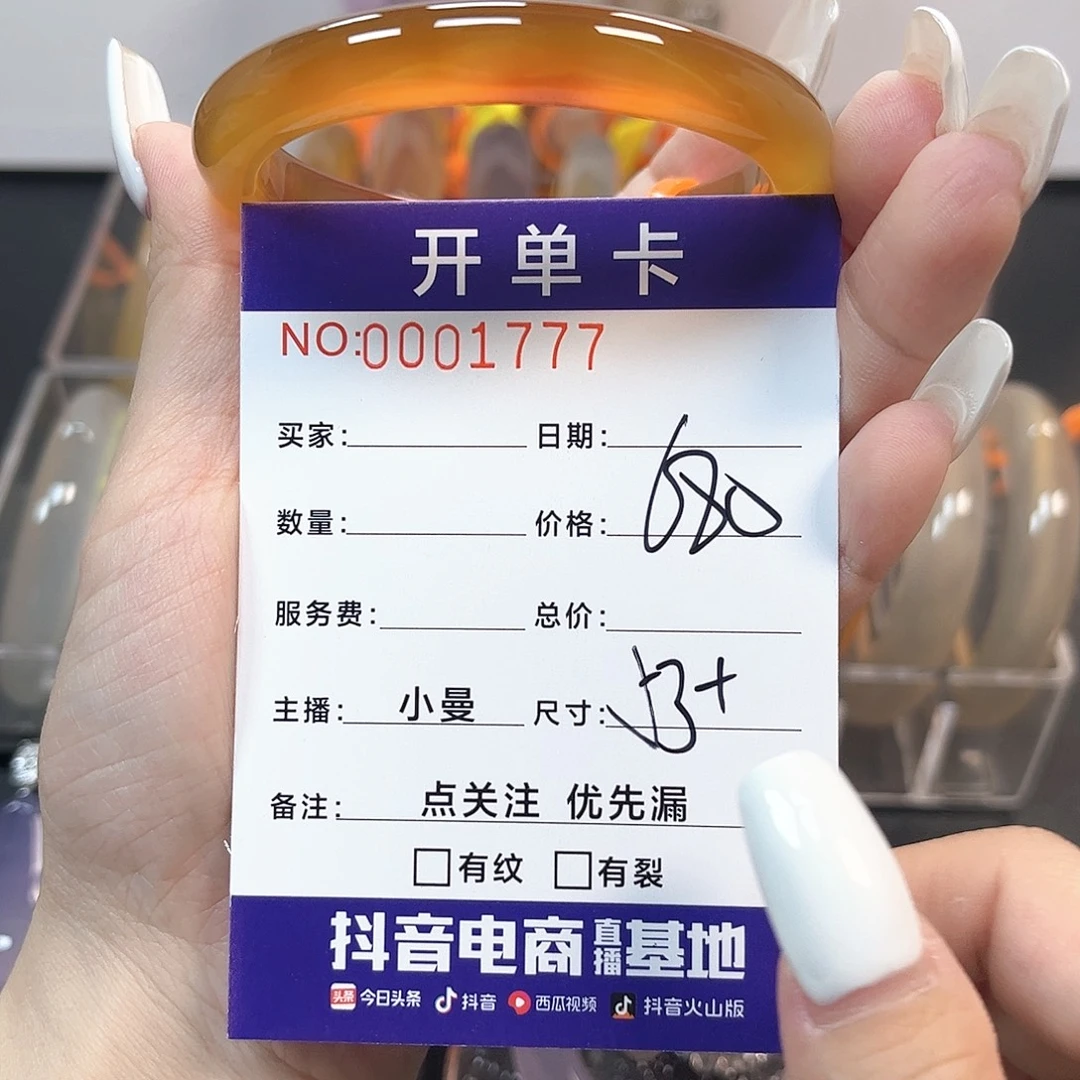 开单卡
NO:0001777
买家: 日期:
数量: 价格: 680
服务费: 总价:
主播: 小曼 尺寸: 53+
备注: 点关注 优先漏
□有纹 □有裂
抖音电商直播基地
头条 今日头条 抖音 西瓜视频 抖音火山版